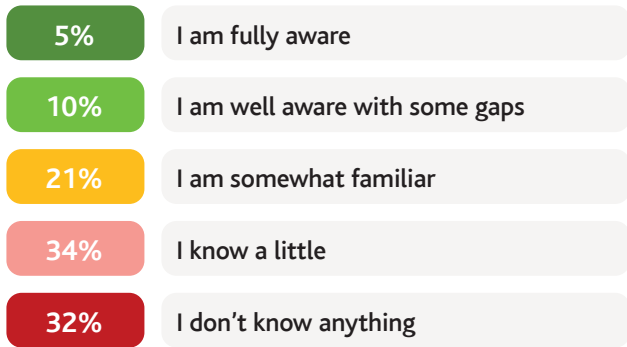 5% I am fully aware
10% I am well aware with some gaps
21% I am somewhat familiar
34% I know a little
32% I don't know anything